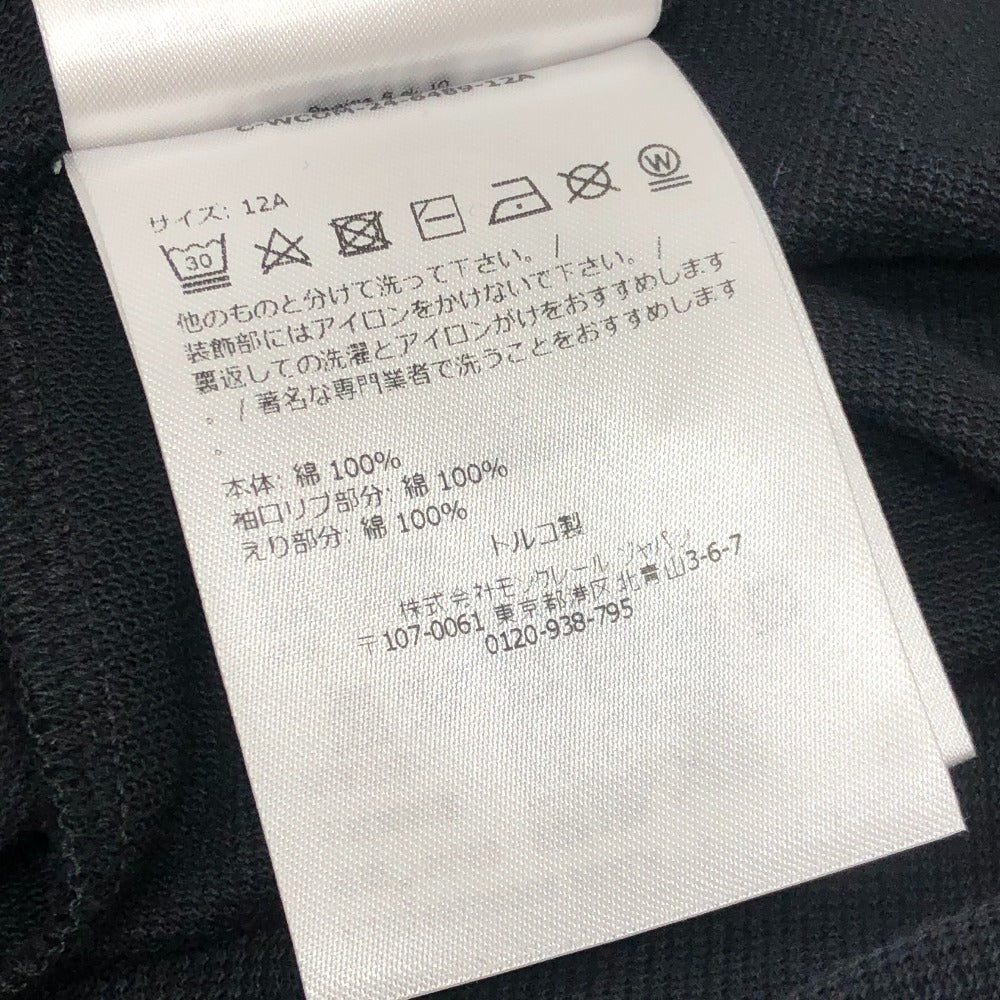 C-WCOM-24-6489-12A
サイズ: 12A
30
W
他のものと分けて洗って下さい。 /
装飾部にはアイロンをかけないで下さい。 /
裏返しての洗濯とアイロンがけをおすすめします
。 / 著名な専門業者で洗うことをおすすめします
。
本体: 綿 100%
袖口リブ部分: 綿 100%
えり部分: 綿 100%
トルコ製
株式会社モンクレール ジャパン
〒107-0061 東京都港区北青山3-6-7
0120-938-795